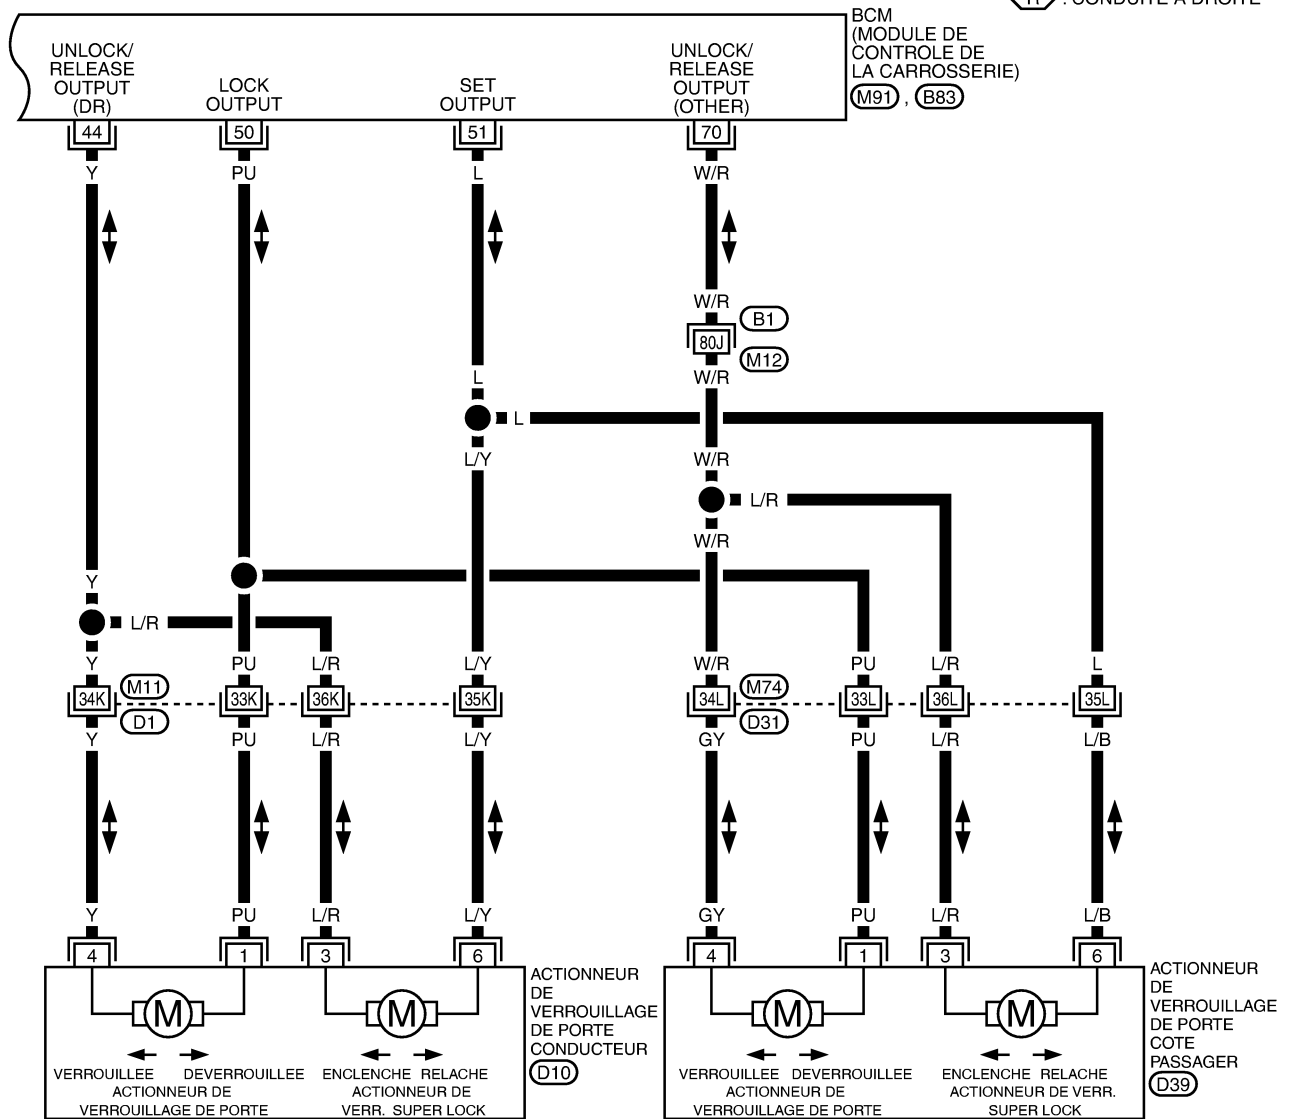 R : CONDUITE A DROITE
BCM
(MODULE DE
CONTROLE DE
LA CARROSSERIE)
M91 , B83
UNLOCK/
RELEASE
OUTPUT
(DR)
LOCK
OUTPUT
SET
OUTPUT
UNLOCK/
RELEASE
OUTPUT
(OTHER)
44 50 51 70
Y PU L W/R
W/R
B1
80J
M12
L W/R
L
L/Y W/R
L/R
W/R
Y
L/R
Y PU L/R L/Y W/R PU L/R L
34K M11 33K 36K 35K 34L M74 33L 36L 35L
D1 D31
Y PU L/R L/Y GY PU L/R L/B
Y PU L/R L/Y GY PU L/R L/B
4 1 3 6 4 1 3 6
M M M M
ACTIONNEUR
DE
VERROUILLAGE
DE PORTE
CONDUCTEUR
D10
ACTIONNEUR
DE
VERROUILLAGE
DE PORTE
COTE
PASSAGER
D39
VERROUILLEE DEVERROUILLEE
ACTIONNEUR DE
VERROUILLAGE DE PORTE
ENCLENCHE RELACHE
ACTIONNEUR DE
VERR. SUPER LOCK
VERROUILLEE DEVERROUILLEE
ACTIONNEUR DE
VERROUILLAGE DE PORTE
ENCLENCHE RELACHE
ACTIONNEUR DE VERR.
SUPER LOCK